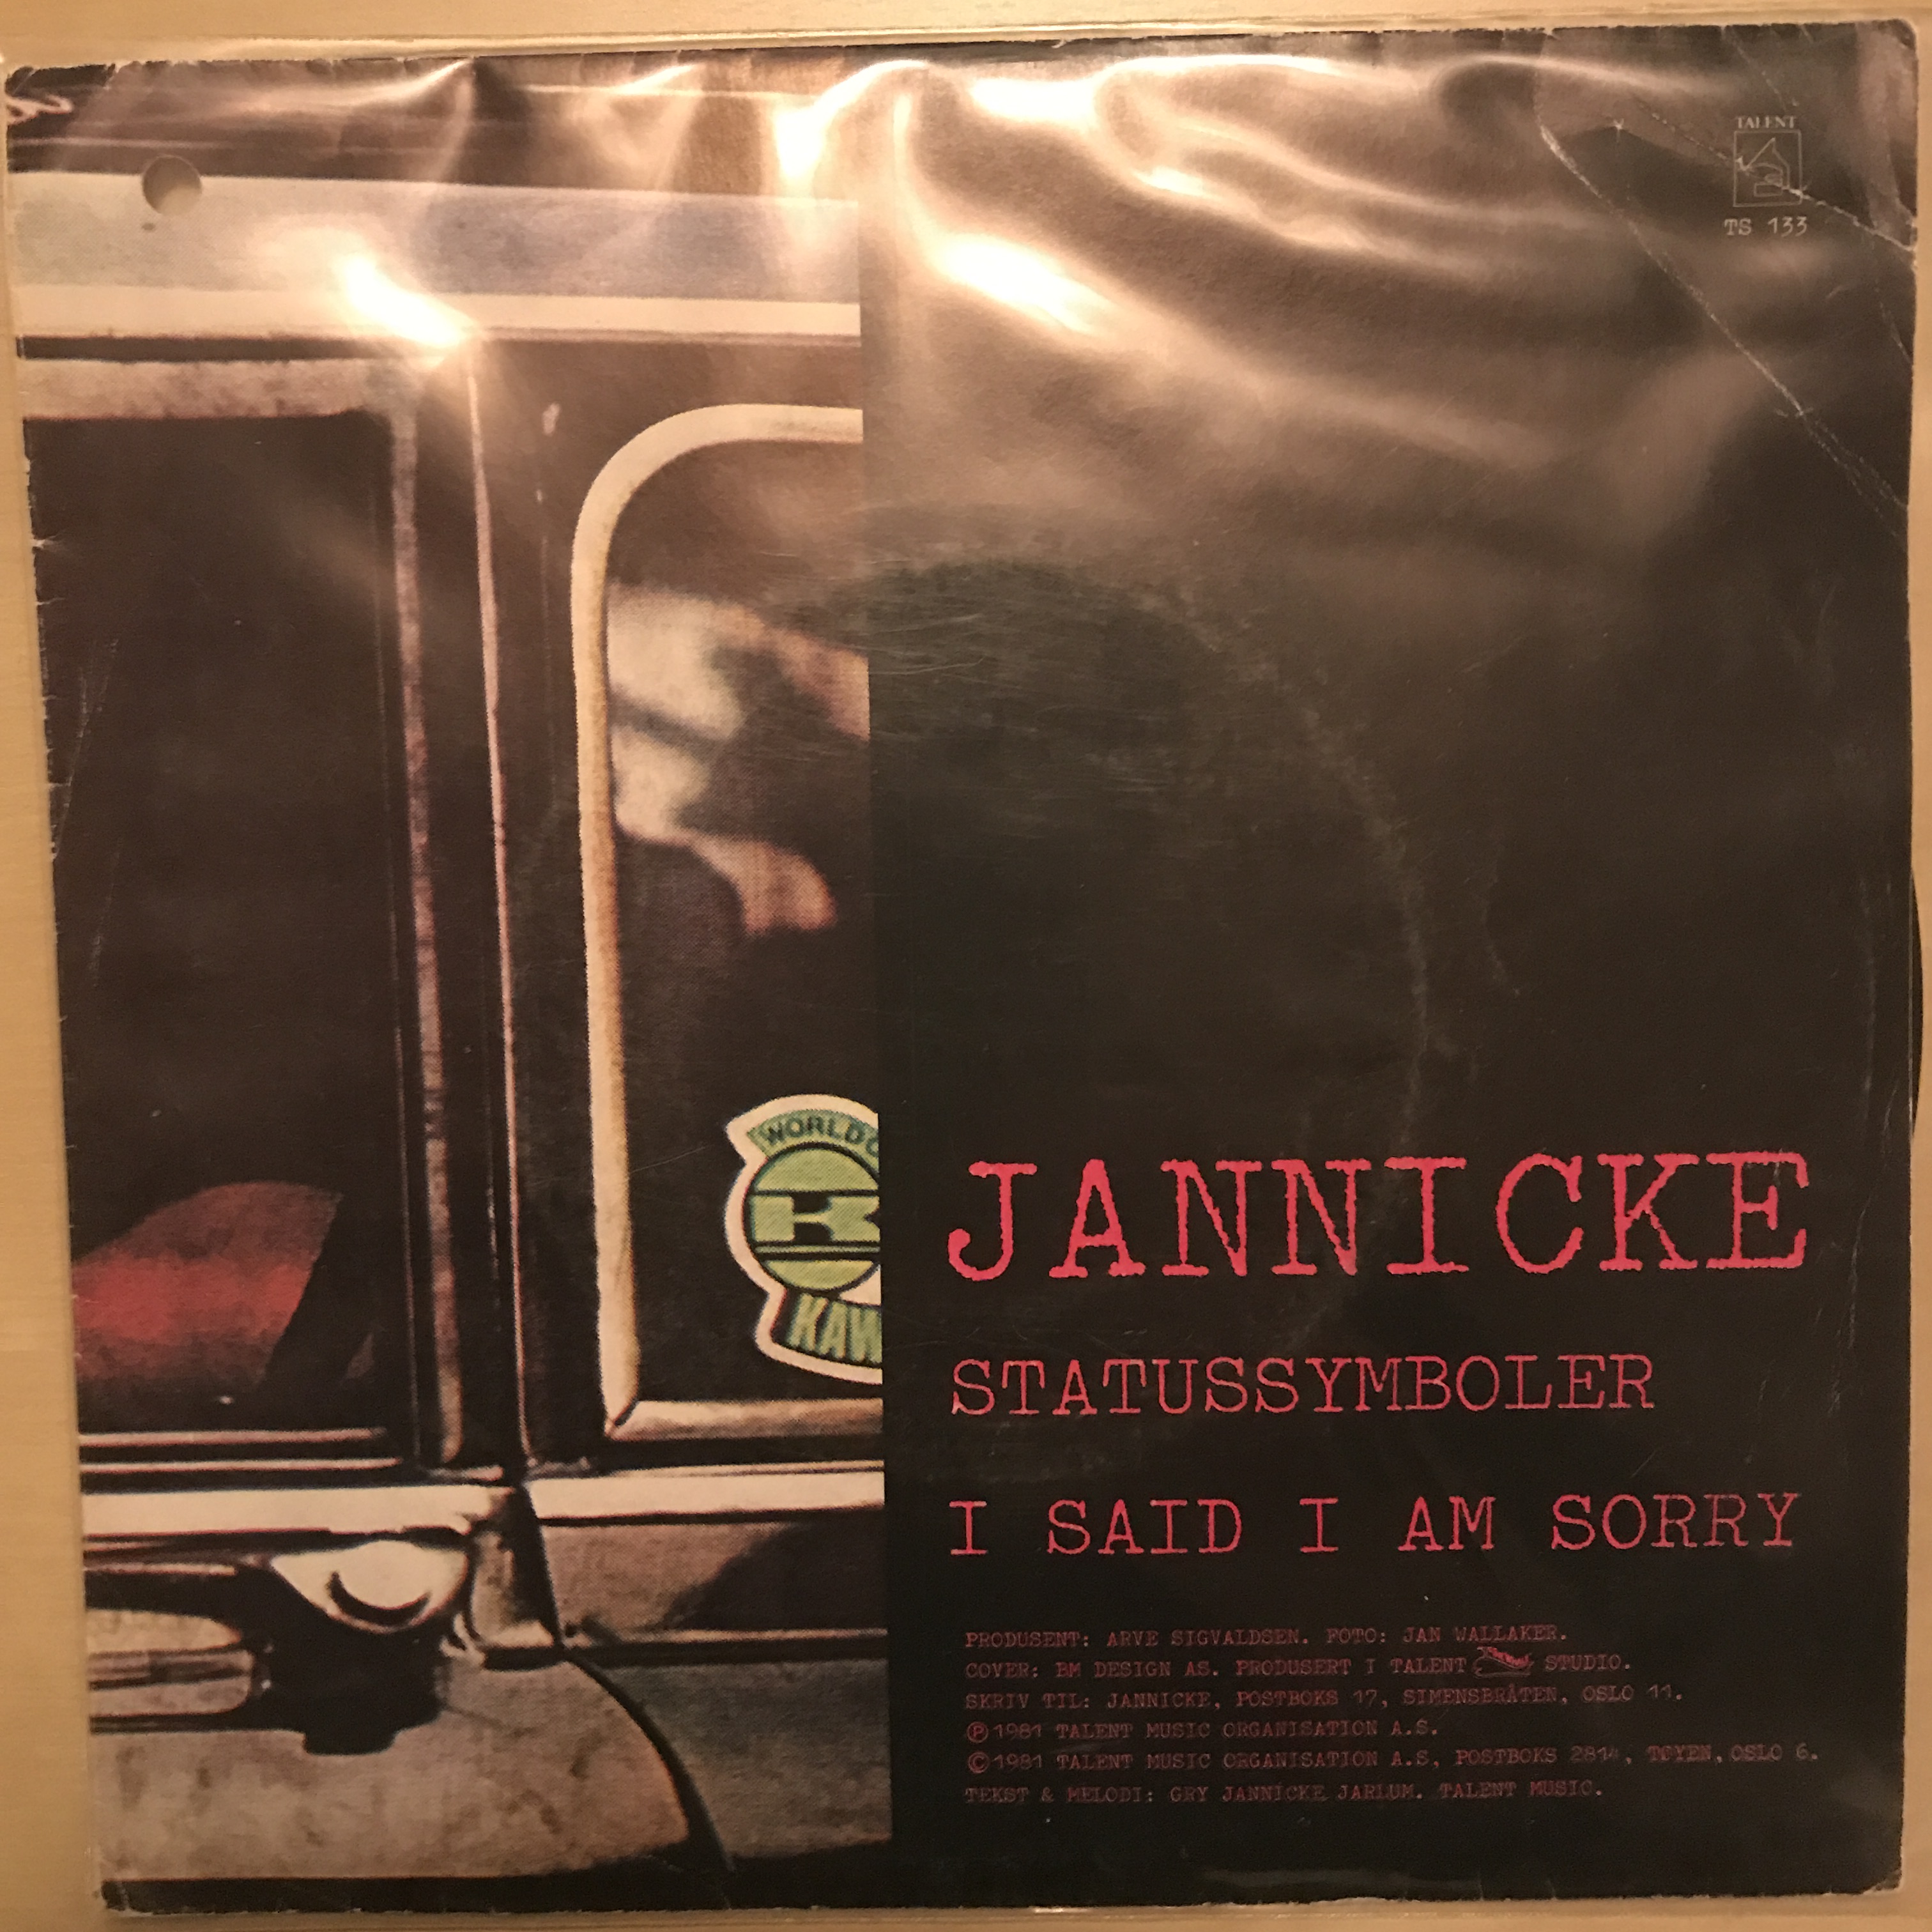 TALENT
TS 133
WORLD
K
KAW
JANNICKE
STATUSSYMBOLER
I SAID I AM SORRY
PRODUSENT: ARVE SIGVALDSEN. FOTO: JAN WALLAKER.
COVER: BM DESIGN AS. PRODUSERT I TALENT STUDIO.
SKRIV TIL: JANNICKE, POSTBOKS 17, SIMENSBRÅTEN, OSLO 11.
Ⓟ1981 TALENT MUSIC ORGANISATION A.S.
©1981 TALENT MUSIC ORGANISATION A.S, POSTBOKS 2814, TØYEN, OSLO 6.
TEKST & MELODI: GRY JANNICKE JARLUM. TALENT MUSIC.